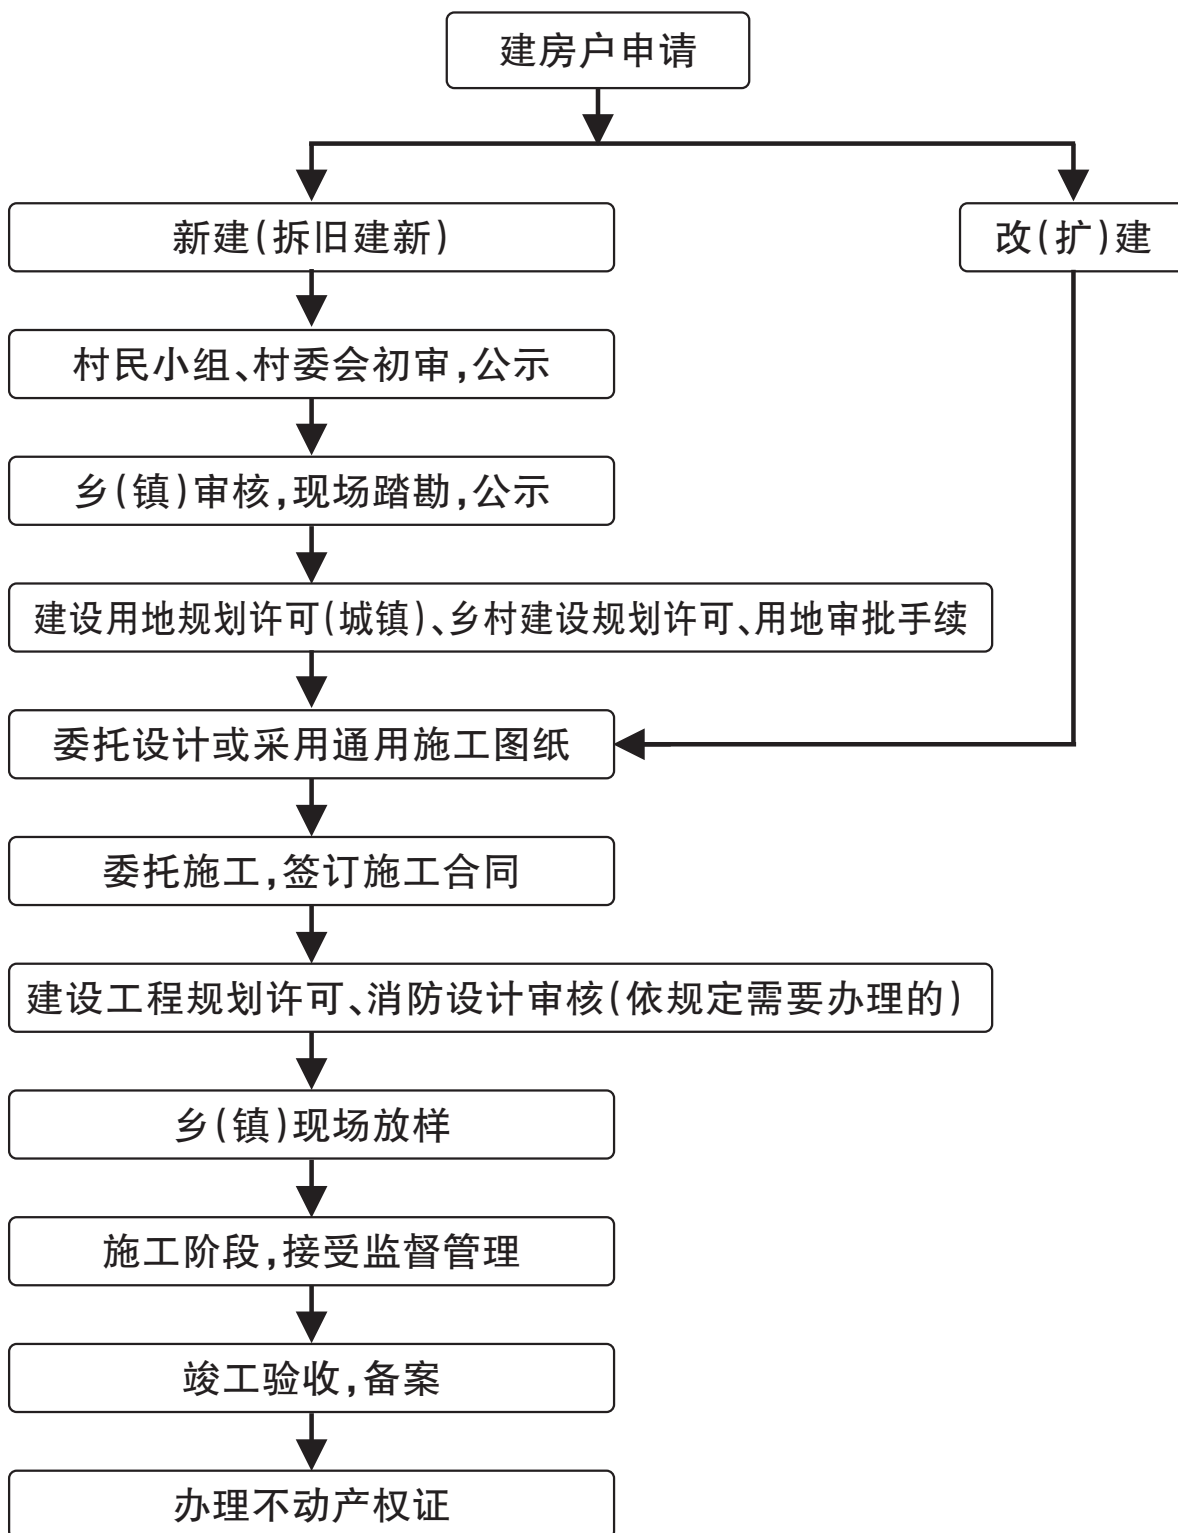 建房户申请
新建(拆旧建新)
改(扩)建
村民小组、村委会初审,公示
乡(镇)审核,现场踏勘,公示
建设用地规划许可(城镇)、乡村建设规划许可、用地审批手续
委托设计或采用通用施工图纸
委托施工,签订施工合同
建设工程规划许可、消防设计审核(依规定需要办理的)
乡(镇)现场放样
施工阶段,接受监督管理
竣工验收,备案
办理不动产权证